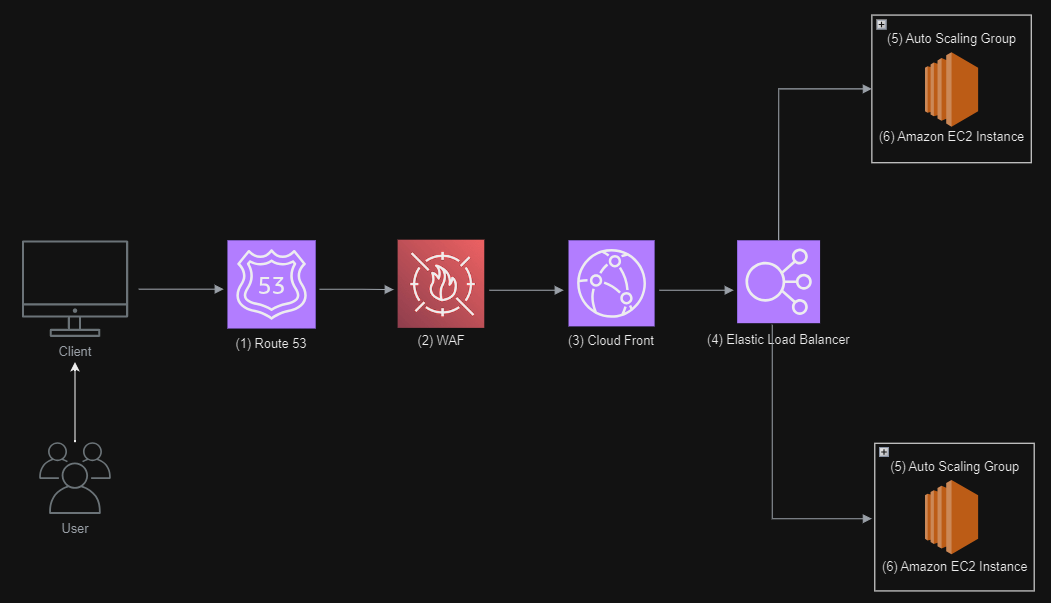 (5) Auto Scaling Group
(6) Amazon EC2 Instance
53
(1) Route 53
(2) WAF
(3) Cloud Front
(4) Elastic Load Balancer
Client
User
(5) Auto Scaling Group
(6) Amazon EC2 Instance